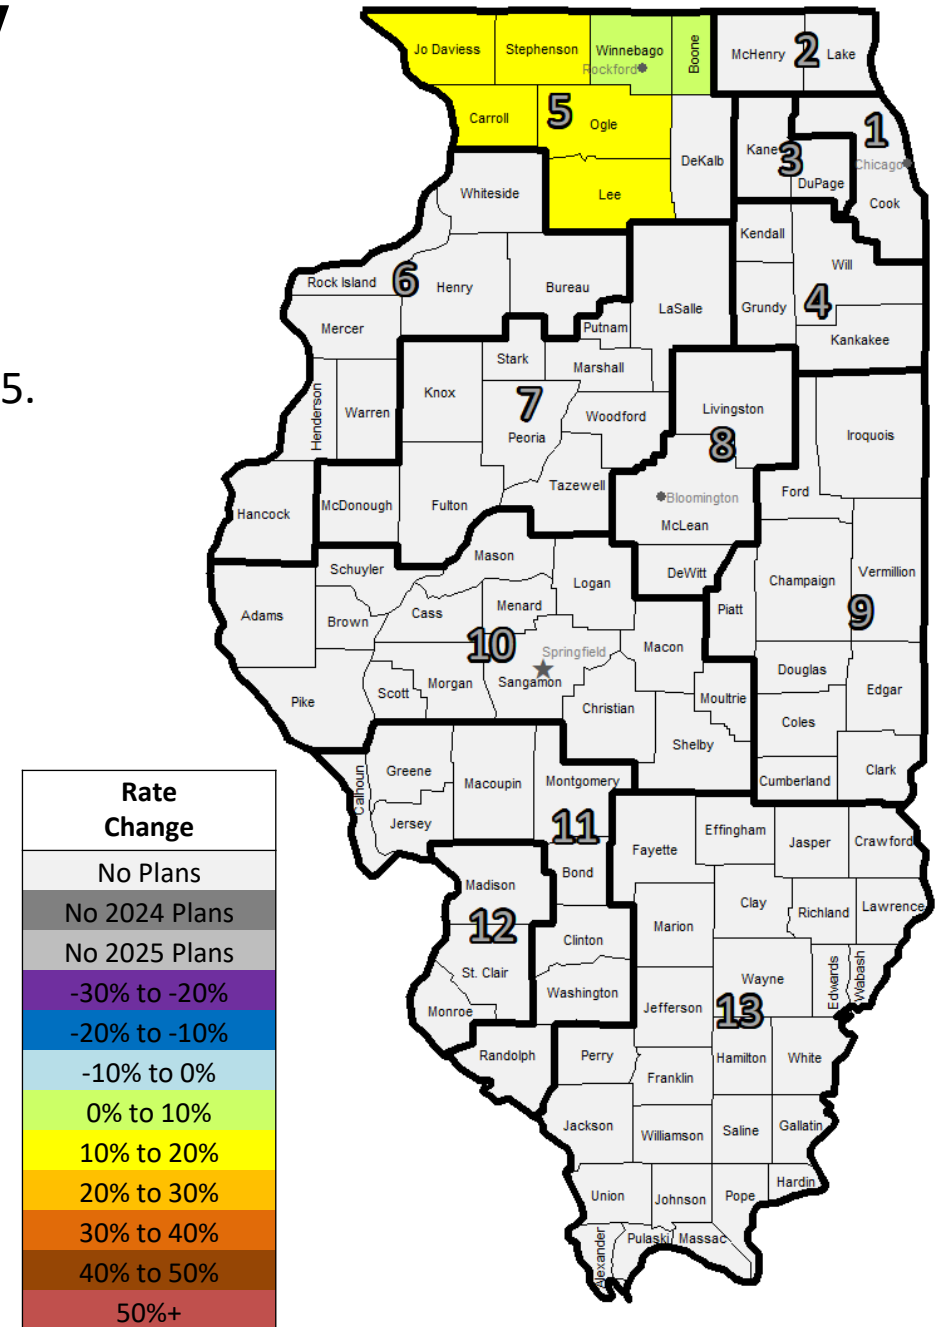 y
5.
Jo Daviess
Stephenson
Winnebago
Boone
McHenry
2
Lake
Rockford
Carroll
5
Ogle
DeKalb
Kane
3
1
Chicago
DuPage
Cook
Lee
Whiteside
Kendall
Will
Rock Island
6
Henry
Bureau
LaSalle
Grundy
4
Mercer
Putnam
Kankakee
Stark
Marshall
Henderson
Warren
Knox
7
Peoria
Woodford
Livingston
8
Iroquois
Tazewell
Ford
Bloomington
McLean
Hancock
McDonough
Fulton
Mason
Schuyler
Logan
DeWitt
Champaign
Vermillion
Adams
Brown
Cass
Menard
Piatt
9
10
Springfield
Macon
Sangamon
Pike
Scott
Morgan
Christian
Moultrie
Douglas
Edgar
Coles
Shelby
Calhoun
Greene
Macoupin
Montgomery
Cumberland
Clark
Jersey
11
Fayette
Effingham
Jasper
Crawford
Madison
Bond
Clay
Richland
Lawrence
12
Clinton
Marion
St. Clair
Washington
Wayne
Edwards
Wabash
Monroe
Jefferson
13
Randolph
Perry
Franklin
Hamilton
White
Jackson
Williamson
Saline
Gallatin
Union
Johnson
Pope
Hardin
Alexander
Pulaski
Massac
Rate
Change
No Plans
No 2024 Plans
No 2025 Plans
-30% to -20%
-20% to -10%
-10% to 0%
0% to 10%
10% to 20%
20% to 30%
30% to 40%
40% to 50%
50%+